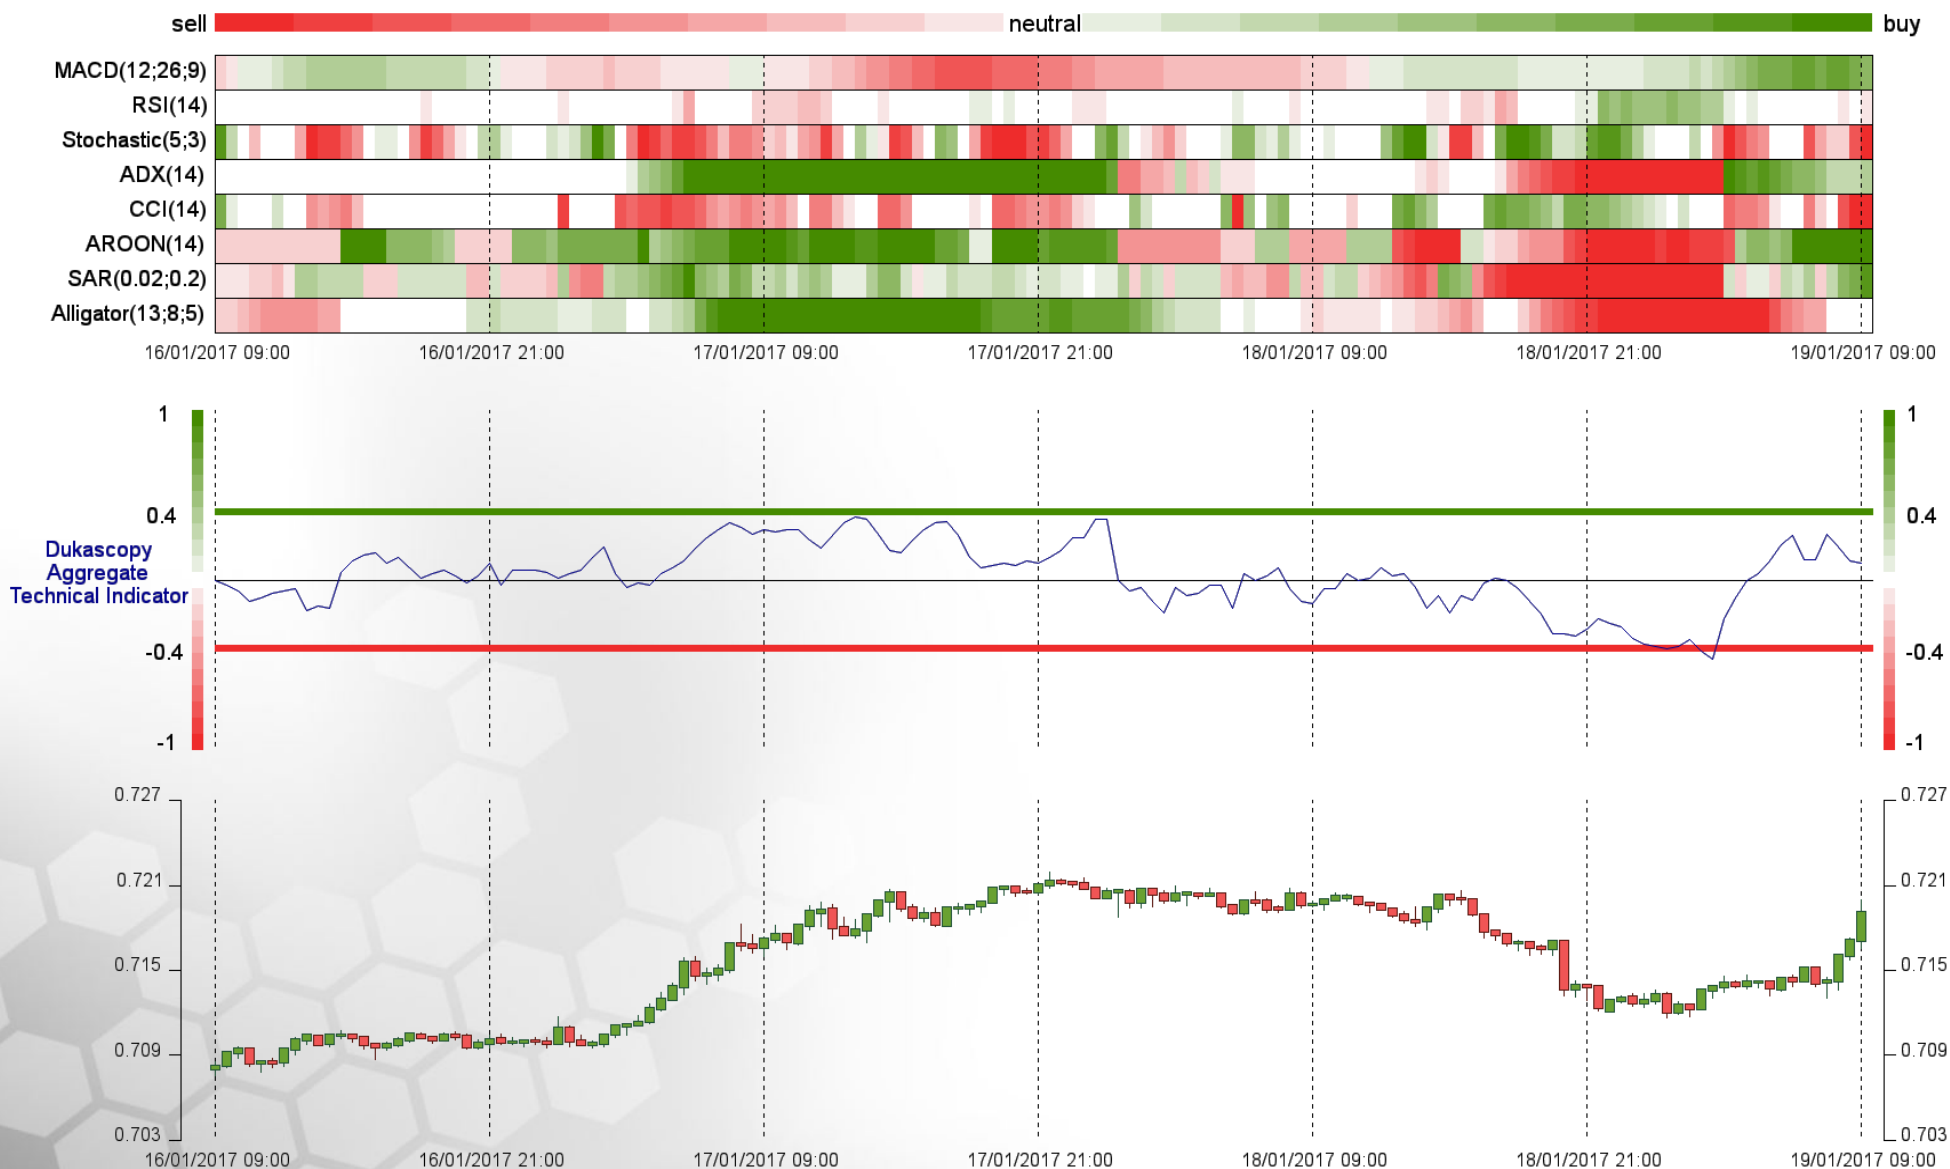 sell neutral buy
MACD(12;26;9)
RSI(14)
Stochastic(5;3)
ADX(14)
CCI(14)
AROON(14)
SAR(0.02;0.2)
Alligator(13;8;5)
16/01/2017 09:00 16/01/2017 21:00 17/01/2017 09:00 17/01/2017 21:00 18/01/2017 09:00 18/01/2017 21:00 19/01/2017 09:00
1 1
0.4 0.4
Dukascopy
Aggregate
Technical Indicator
-0.4 -0.4
-1 -1
0.727 0.727
0.721 0.721
0.715 0.715
0.709 0.709
0.703 0.703
16/01/2017 09:00 16/01/2017 21:00 17/01/2017 09:00 17/01/2017 21:00 18/01/2017 09:00 18/01/2017 21:00 19/01/2017 09:00